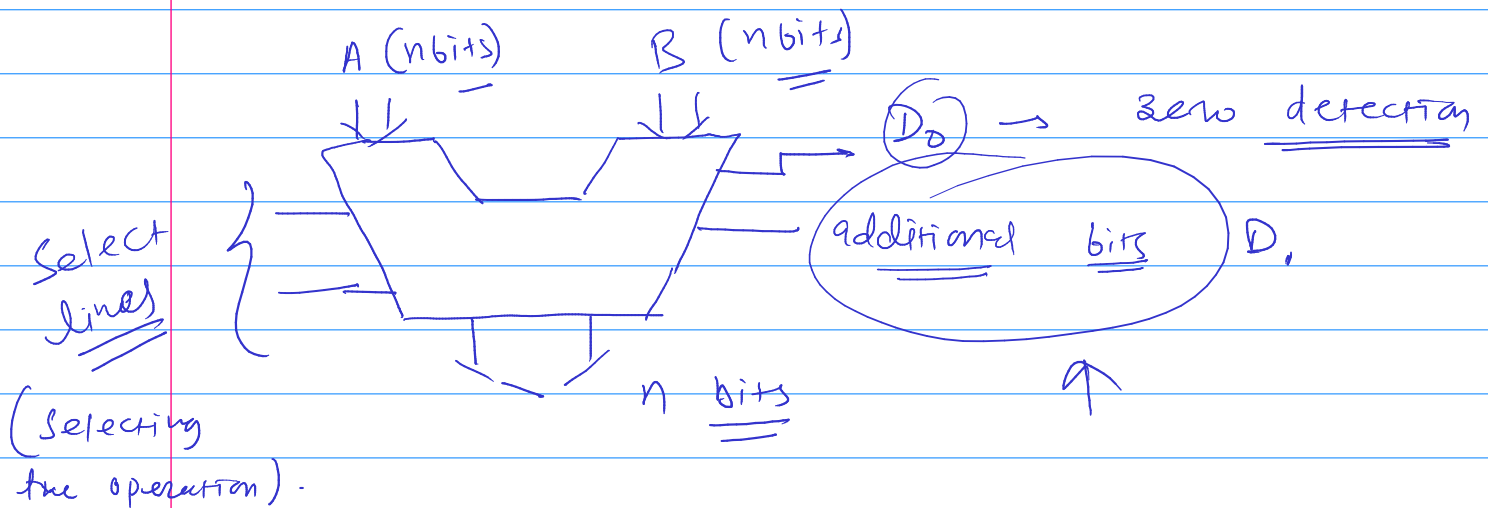 A (n bits)
B (n bits)
D0 → zero detection
additional bits D1
Select
lines
n bits
(selecting
the operation).